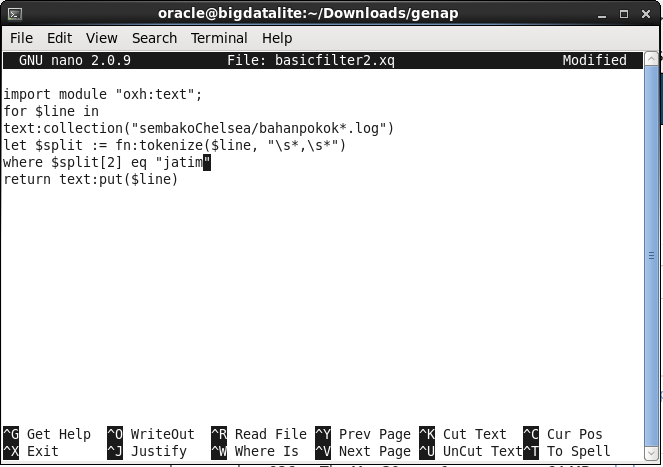 oracle@bigdatalite:~/Downloads/genap
File Edit View Search Terminal Help
GNU nano 2.0.9 File: basicfilter2.xq Modified
import module "oxh:text";
for $line in
text:collection("sembakoChelsea/bahanpokok*.log")
let $split := fn:tokenize($line, "\s*,\s*")
where $split[2] eq "jatim"
return text:put($line)
^G Get Help ^O WriteOut ^R Read File ^Y Prev Page ^K Cut Text ^C Cur Pos
^X Exit ^J Justify ^W Where Is ^V Next Page ^U UnCut Text ^T To Spell